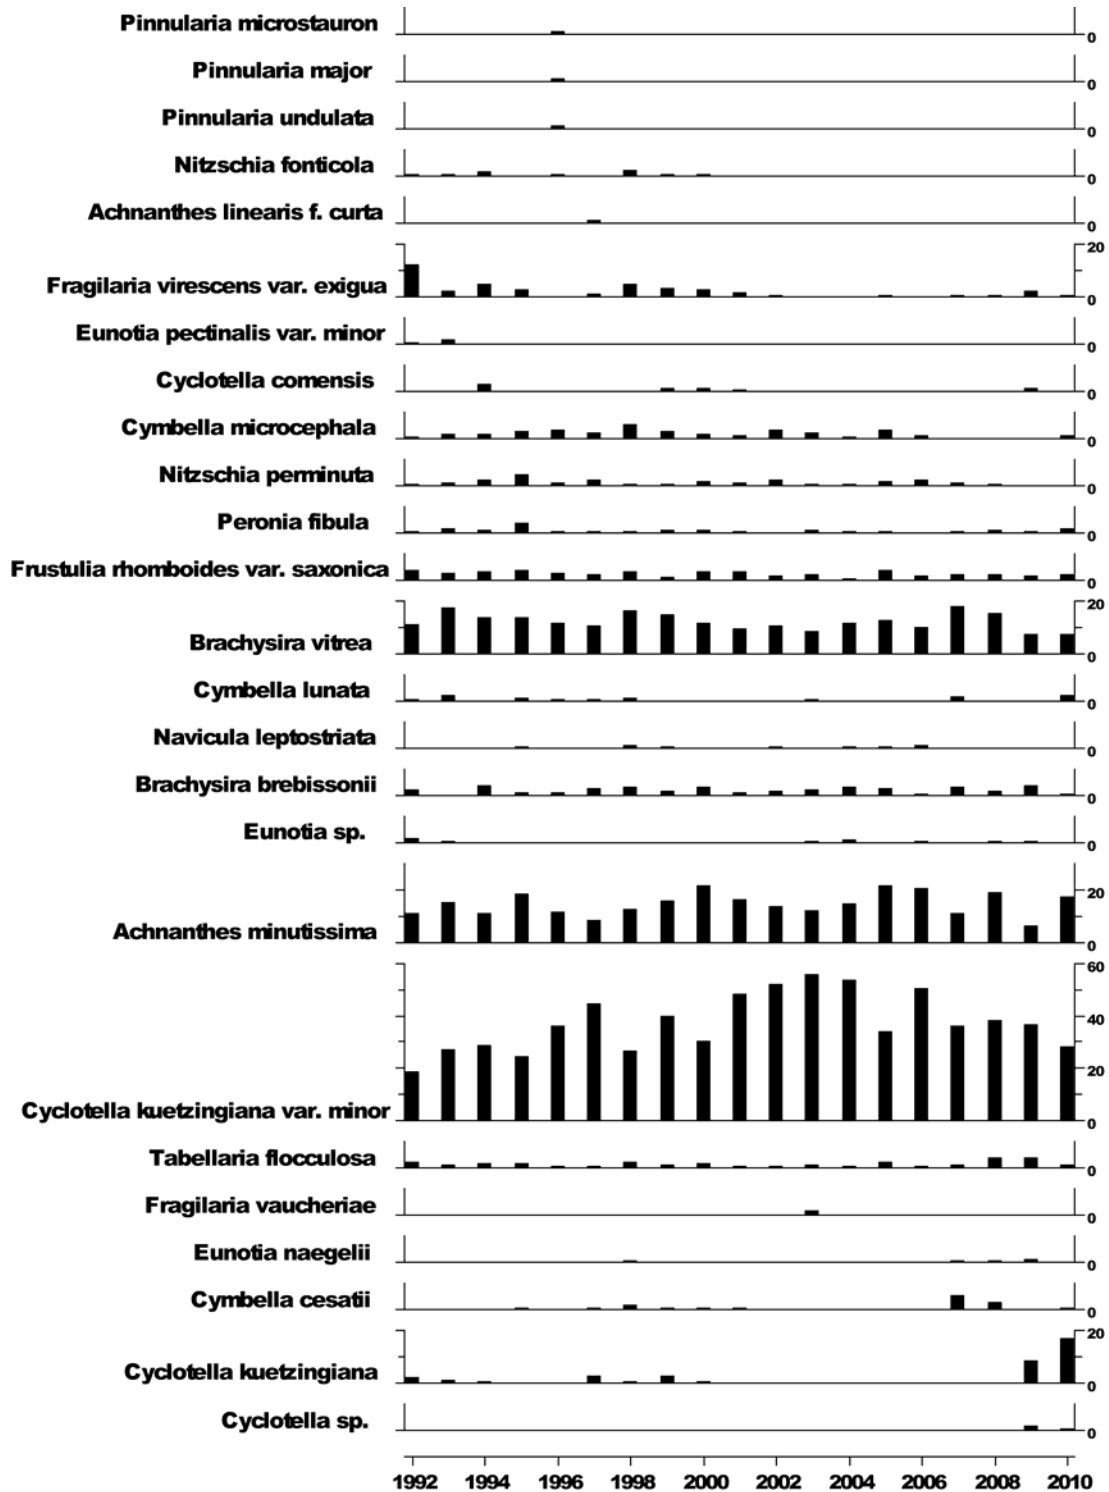 Pinnularia microstauron 0
Pinnularia major 0
Pinnularia undulata 0
Nitzschia fonticola 0
Achnanthes linearis f. curta 0
20
Fragilaria virescens var. exigua 0
Eunotia pectinalis var. minor 0
Cyclotella comensis 0
Cymbella microcephala 0
Nitzschia perminuta 0
Peronia fibula 0
Frustulia rhomboides var. saxonica 0
20
Brachysira vitrea 0
Cymbella lunata 0
Navicula leptostriata 0
Brachysira brebissonii 0
Eunotia sp. 0
20
Achnanthes minutissima 0
60
40
20
Cyclotella kuetzingiana var. minor 0
Tabellaria flocculosa 0
Fragilaria vaucheriae 0
Eunotia naegelii 0
Cymbella cesatii 0
20
Cyclotella kuetzingiana 0
Cyclotella sp. 0
1992 1994 1996 1998 2000 2002 2004 2006 2008 2010